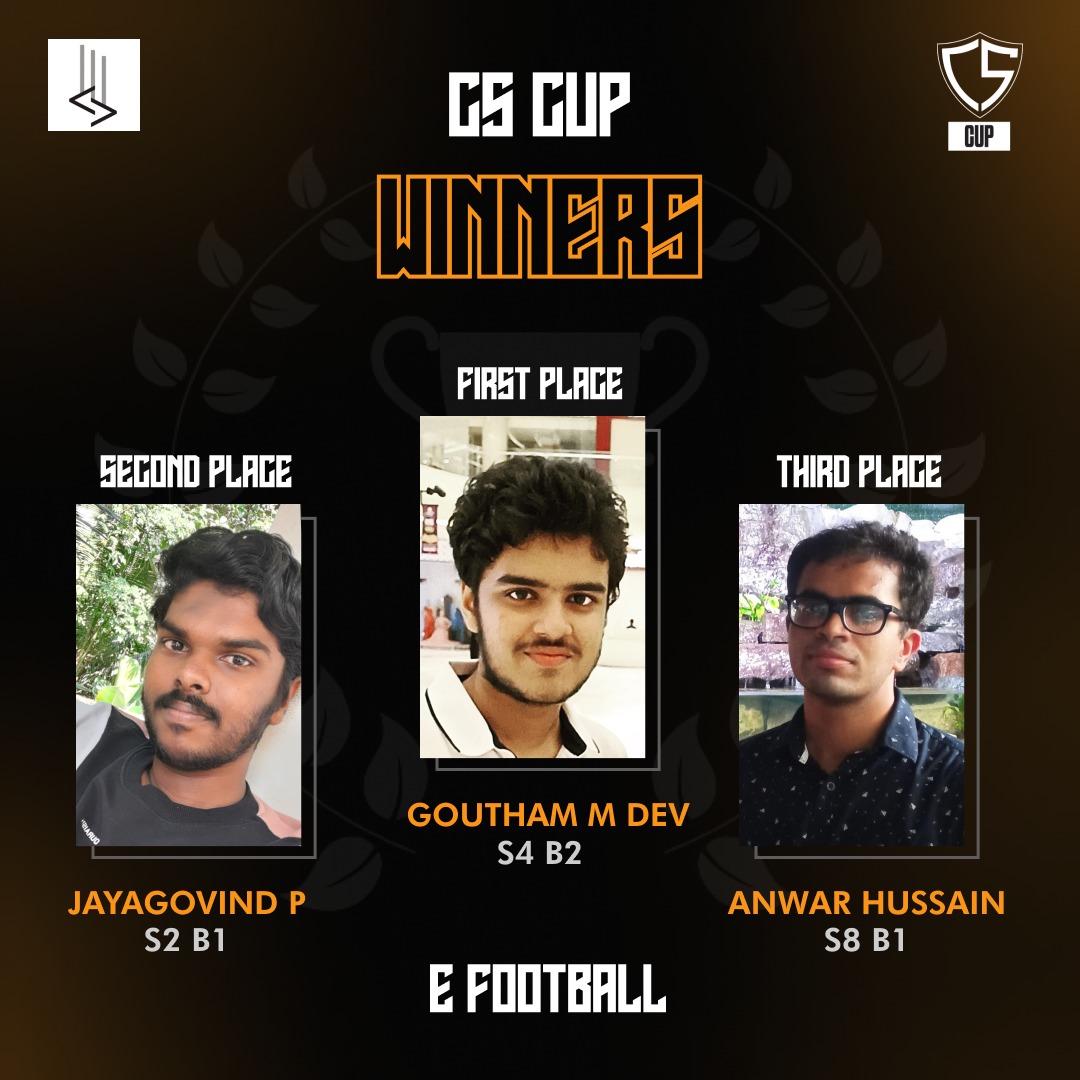 CS CUP
CS
CUP
WINNERS
FIRST PLACE
SECOND PLACE
THIRD PLACE
GOUTHAM M DEV
S4 B2
JAYAGOVIND P
S2 B1
ANWAR HUSSAIN
S8 B1
E FOOTBALL